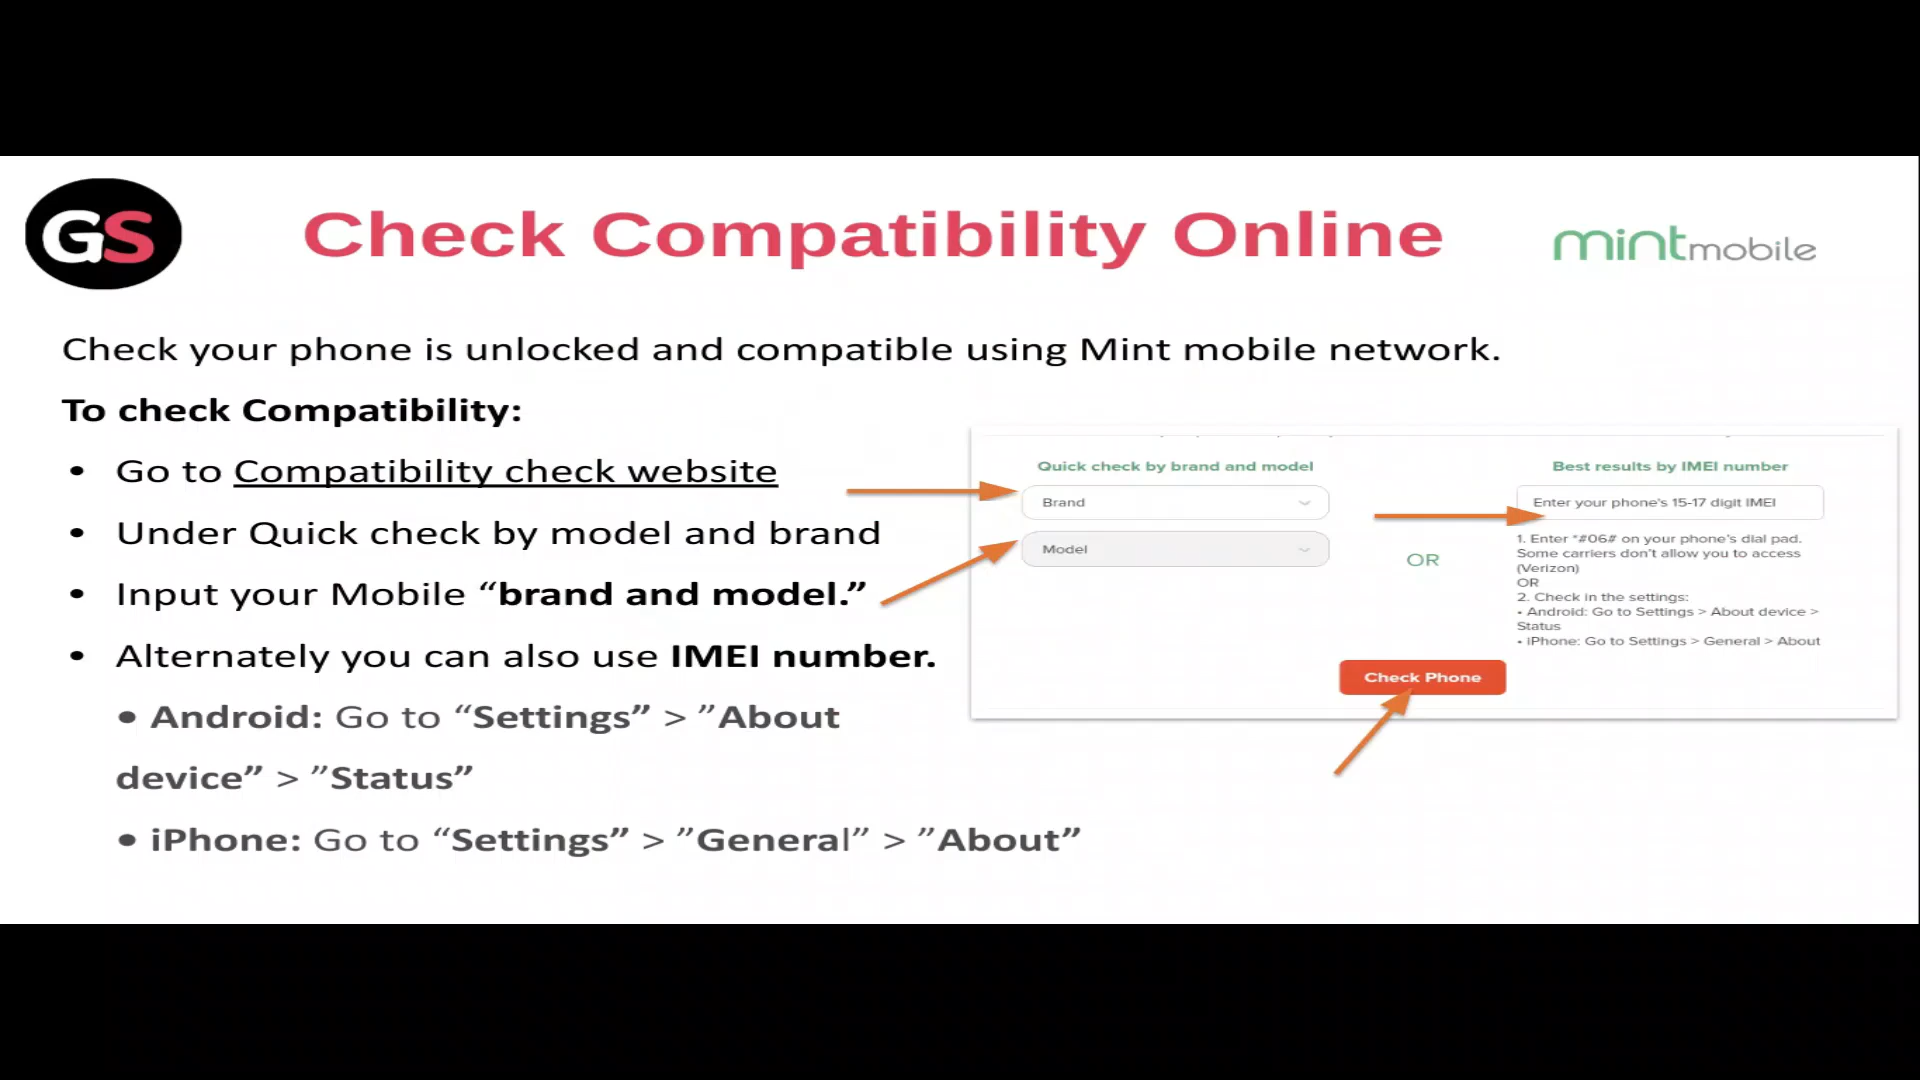 GS
Check Compatibility Online
mintmobile
Check your phone is unlocked and compatible using Mint mobile network.
To check Compatibility:
• Go to Compatibility check website
• Under Quick check by model and brand
• Input your Mobile “brand and model.”
• Alternately you can also use IMEI number.
• Android: Go to “Settings” > ”About
device” > ”Status”
• iPhone: Go to “Settings” > ”General” > ”About”
Quick check by brand and model
Brand
Model
OR
Best results by IMEI number
Enter your phone's 15-17 digit IMEI
1. Enter *#06# on your phone's dial pad.
Some carriers don't allow you to access
(Verizon)
OR
2. Check in the settings:
• Android: Go to Settings > About device >
Status
• iPhone: Go to Settings > General > About
Check Phone